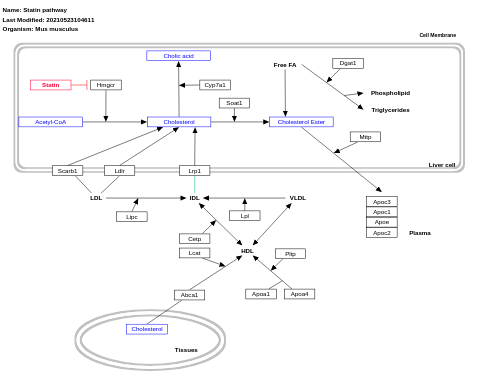 Name: Statin pathway
Last Modified: 20210523104611
Organism: Mus musculus
Cell Membrane
Cholic acid
Free FA
Dgat1
Statin
Hmgcr
Cyp7a1
Phospholipid
Soat1
Triglycerides
Acetyl-CoA
Cholesterol
Cholesterol Ester
Mttp
Liver cell
Scarb1
Ldlr
Lrp1
LDL
IDL
VLDL
Apoc3
Apoc1
Apoe
Apoc2
Plasma
Lipc
Lpl
Cetp
Lcat
HDL
Pltp
Abca1
Apoa1
Apoa4
Cholesterol
Tissues